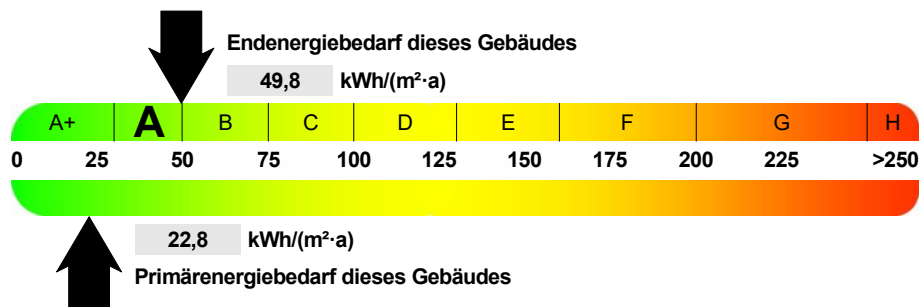 Endenergiebedarf dieses Gebäudes
49,8 kWh/(m²·a)
A+ A B C D E F G H
0 25 50 75 100 125 150 175 200 225 >250
22,8 kWh/(m²·a)
Primärenergiebedarf dieses Gebäudes